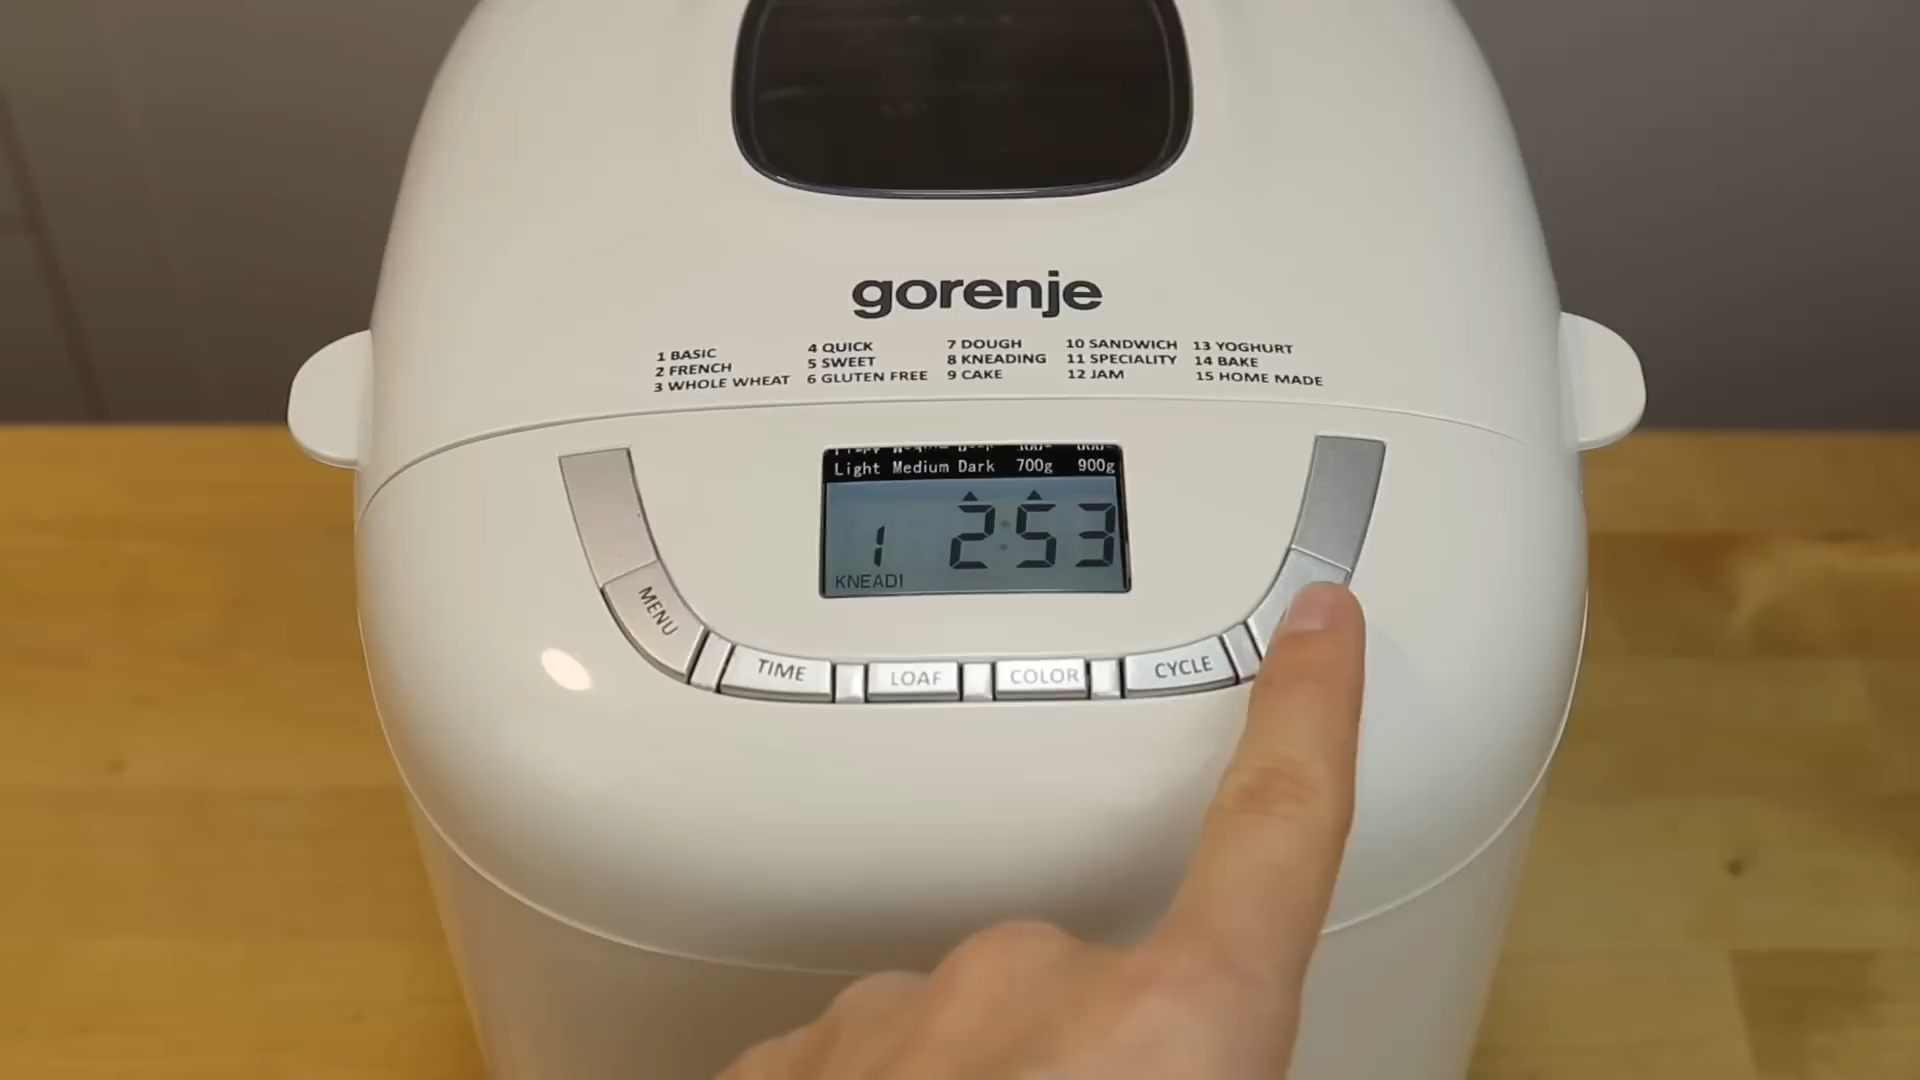 gorenje
1 BASIC
2 FRENCH
3 WHOLE WHEAT
4 QUICK
5 SWEET
6 GLUTEN FREE
7 DOUGH
8 KNEADING
9 CAKE
10 SANDWICH
11 SPECIALITY
12 JAM
13 YOGHURT
14 BAKE
15 HOME MADE
Light Medium Dark 700g 900g
1 2:53
KNEAD1
MENU
TIME
LOAF
COLOR
CYCLE